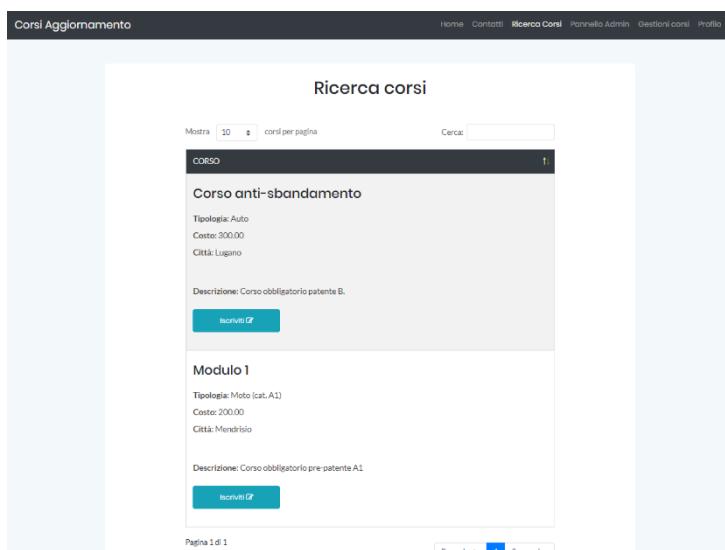 Corsi Aggiornamento
Home Contatti Ricerca Corsi Pannello Admin Gestioni corsi Profilo
Ricerca corsi
Mostra 10 corsi per pagina Cerca:
CORSO
Corso anti-sbandamento
Tipologia: Auto
Costo: 300.00
Città: Lugano
Descrizione: Corso obbligatorio patente B.
Iscriviti
Modulo 1
Tipologia: Moto (cat. A1)
Costo: 200.00
Città: Mendrisio
Descrizione: Corso obbligatorio pre-patente A1
Iscriviti
Pagina 1 di 1